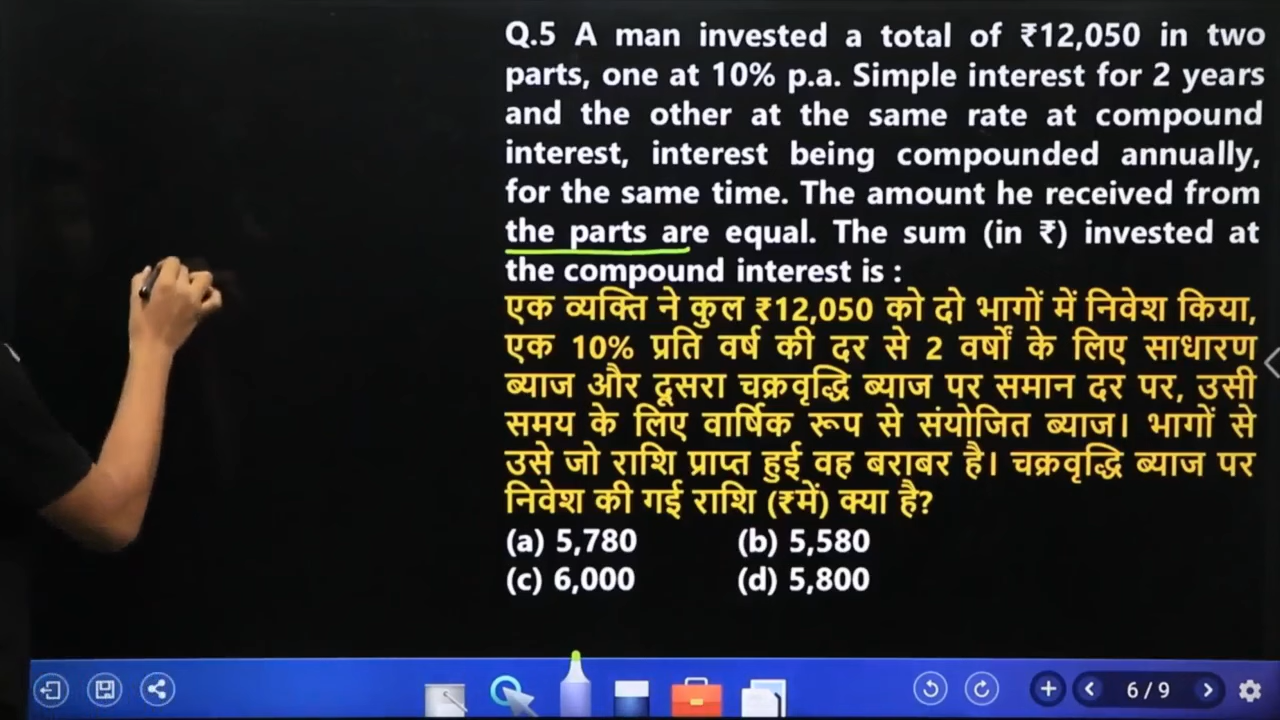 Q.5 A man invested a total of ₹12,050 in two
parts, one at 10% p.a. Simple interest for 2 years
and the other at the same rate at compound
interest, interest being compounded annually,
for the same time. The amount he received from
the parts are equal. The sum (in ₹) invested at
the compound interest is :
एक व्यक्ति ने कुल ₹12,050 को दो भागों में निवेश किया,
एक 10% प्रति वर्ष की दर से 2 वर्षों के लिए साधारण
ब्याज और दूसरा चक्रवृद्धि ब्याज पर समान दर पर, उसी
समय के लिए वार्षिक रूप से संयोजित ब्याज। भागों से
उसे जो राशि प्राप्त हुई वह बराबर है। चक्रवृद्धि ब्याज पर
निवेश की गई राशि (₹में) क्या है?
(a) 5,780 (b) 5,580
(c) 6,000 (d) 5,800
6 / 9